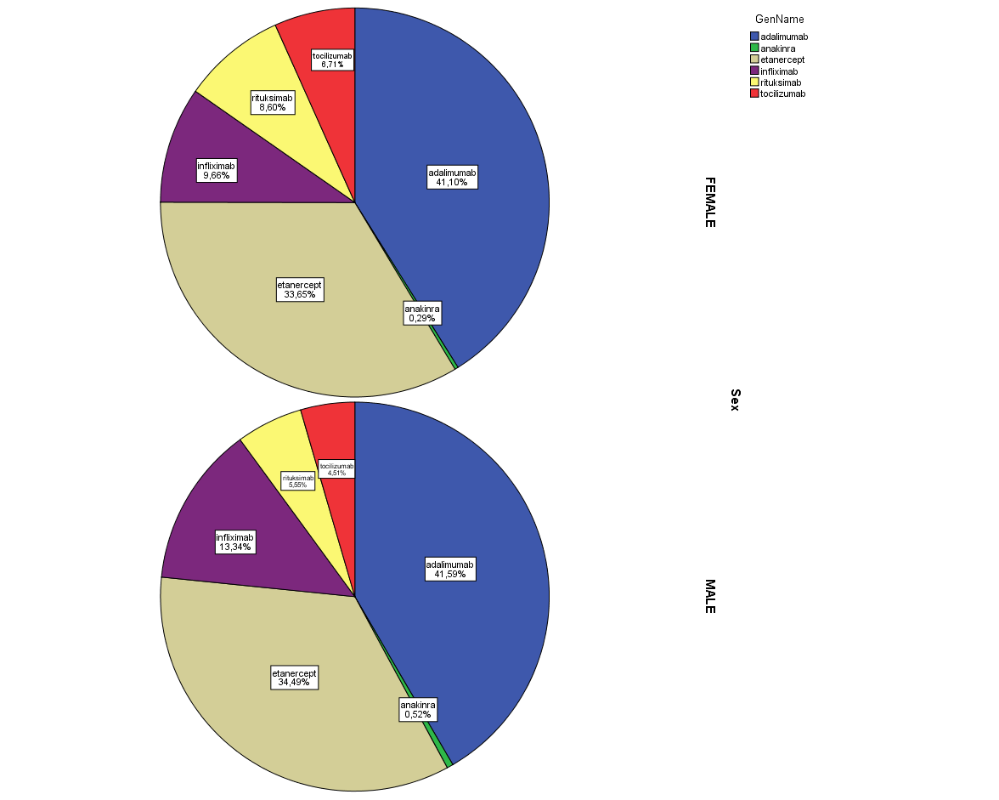 GenName
adalimumab
anakinra
etanercept
infliximab
rituksimab
tocilizumab
tocilizumab
6,71%
rituksimab
8,60%
infliximab
9,66%
adalimumab
41,10%
etanercept
33,65%
anakinra
0,29%
FEMALE
Sex
tocilizumab
4,51%
rituksimab
5,55%
infliximab
13,34%
adalimumab
41,59%
etanercept
34,49%
anakinra
0,52%
MALE